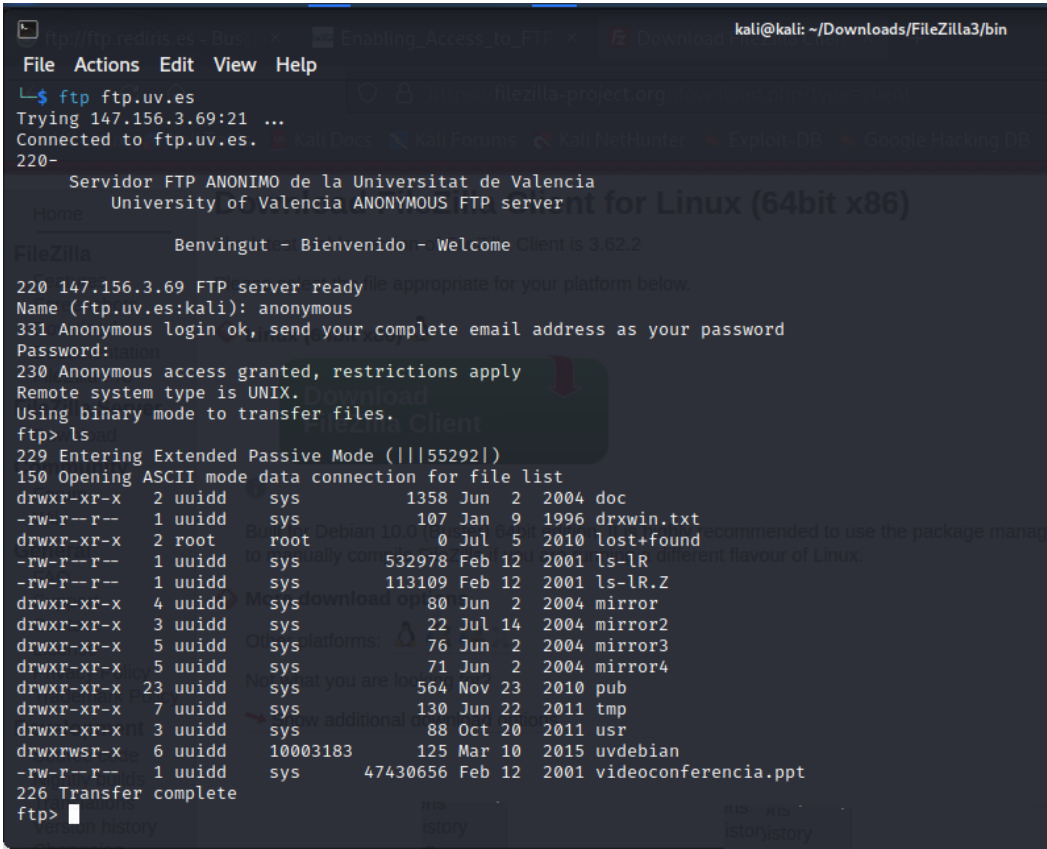 kali@kali: ~/Downloads/FileZilla3/bin
File Actions Edit View Help
└─$ ftp ftp.uv.es
Trying 147.156.3.69:21 ...
Connected to ftp.uv.es.
220-
Servidor FTP ANONIMO de la Universitat de Valencia
University of Valencia ANONYMOUS FTP server
Benvingut - Bienvenido - Welcome
220 147.156.3.69 FTP server ready
Name (ftp.uv.es:kali): anonymous
331 Anonymous login ok, send your complete email address as your password
Password:
230 Anonymous access granted, restrictions apply
Remote system type is UNIX.
Using binary mode to transfer files.
ftp> ls
229 Entering Extended Passive Mode (|||55292|)
150 Opening ASCII mode data connection for file list
drwxr-xr-x 2 uuidd sys 1358 Jun 2 2004 doc
-rw-r--r-- 1 uuidd sys 107 Jan 9 1996 drxwin.txt
drwxr-xr-x 2 root root 0 Jul 5 2010 lost+found
-rw-r--r-- 1 uuidd sys 532978 Feb 12 2001 ls-lR
-rw-r--r-- 1 uuidd sys 113109 Feb 12 2001 ls-lR.Z
drwxr-xr-x 4 uuidd sys 80 Jun 2 2004 mirror
drwxr-xr-x 3 uuidd sys 22 Jul 14 2004 mirror2
drwxr-xr-x 5 uuidd sys 76 Jun 2 2004 mirror3
drwxr-xr-x 5 uuidd sys 71 Jun 2 2004 mirror4
drwxr-xr-x 23 uuidd sys 564 Nov 23 2010 pub
drwxr-xr-x 7 uuidd sys 130 Jun 22 2011 tmp
drwxr-xr-x 3 uuidd sys 88 Oct 20 2011 usr
drwxrwsr-x 6 uuidd 10003183 125 Mar 10 2015 uvdebian
-rw-r--r-- 1 uuidd sys 47430656 Feb 12 2001 videoconferencia.ppt
226 Transfer complete
ftp>